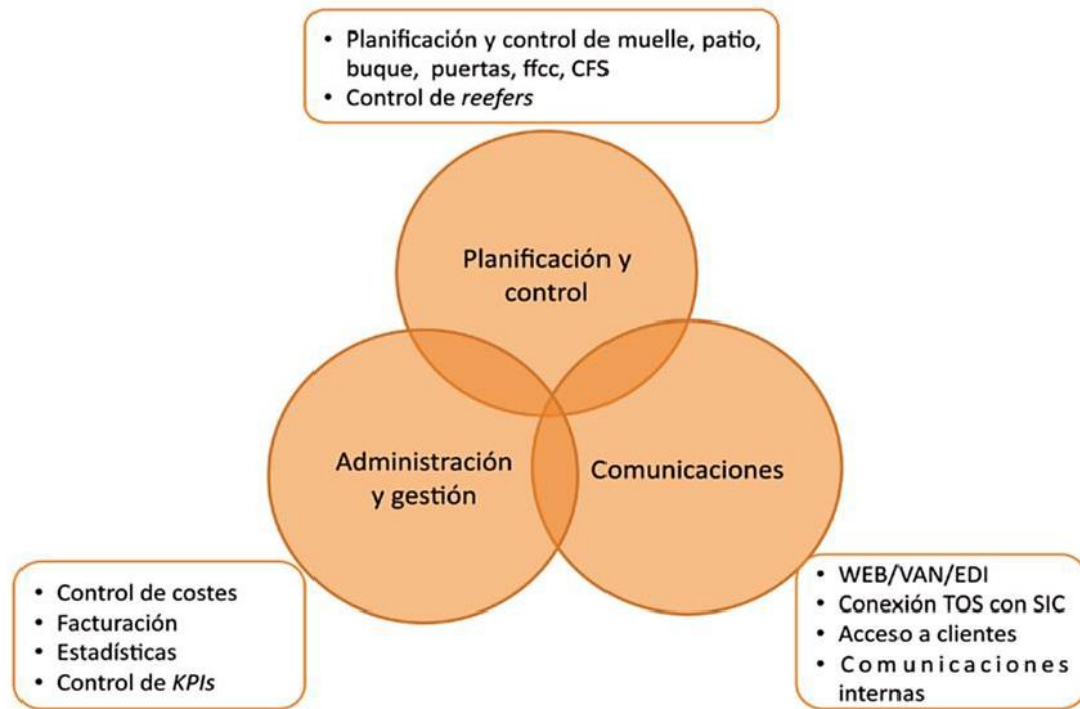 • Planificación y control de muelle, patio,
buque, puertas, ffcc, CFS
• Control de reefers
Planificación y
control
Administración
y gestión
Comunicaciones
• Control de costes
• Facturación
• Estadísticas
• Control de KPIs
• WEB/VAN/EDI
• Conexión TOS con SIC
• Acceso a clientes
• Comunicaciones
internas